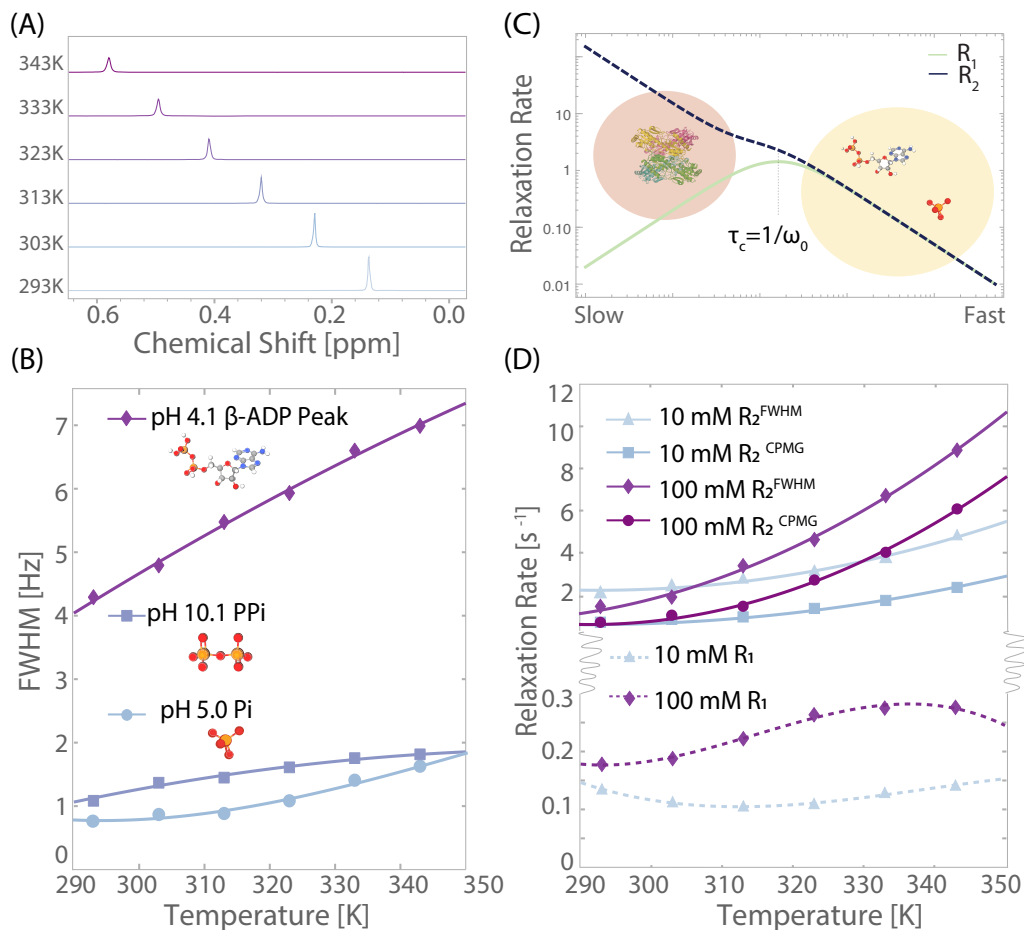 (A)
343K
333K
323K
313K
303K
293K
0.6 0.4 0.2 0.0
Chemical Shift [ppm]
(B)
pH 4.1 β-ADP Peak
pH 10.1 PPi
pH 5.0 Pi
FWHM [Hz]
7
6
5
4
3
2
1
0
290 300 310 320 330 340 350
Temperature [K]
(C)
R₁
R₂
Relaxation Rate
10
1
0.10
0.01
τc=1/ω₀
Slow Fast
(D)
10 mM R₂FWHM
10 mM R₂ CPMG
100 mM R₂FWHM
100 mM R₂ CPMG
10 mM R₁
100 mM R₁
Relaxation Rate [s⁻¹]
12
10
8
6
4
2
0.3
0.2
0.1
0
290 300 310 320 330 340 350
Temperature [K]